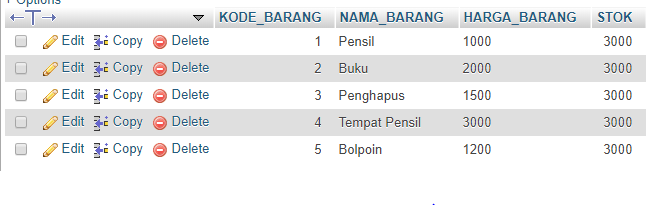 + Options
←T→ KODE_BARANG NAMA_BARANG HARGA_BARANG STOK
Edit Copy Delete 1 Pensil 1000 3000
Edit Copy Delete 2 Buku 2000 3000
Edit Copy Delete 3 Penghapus 1500 3000
Edit Copy Delete 4 Tempat Pensil 3000 3000
Edit Copy Delete 5 Bolpoin 1200 3000